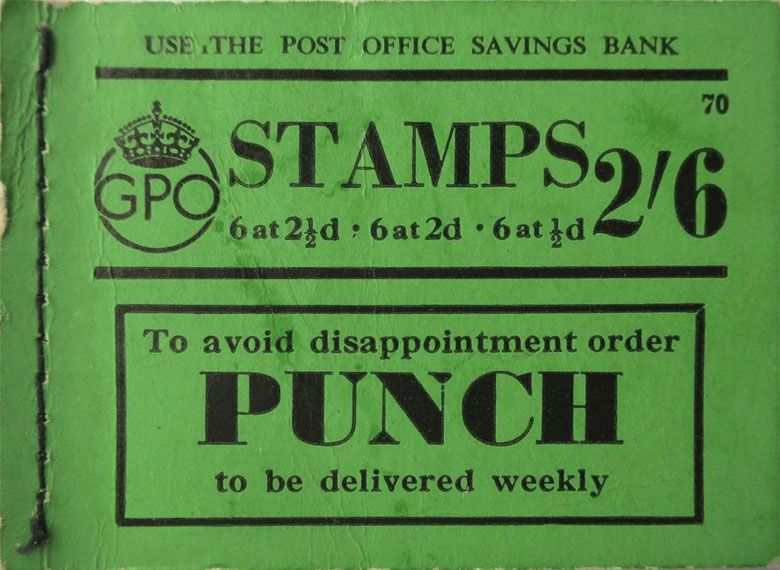 USE THE POST OFFICE SAVINGS BANK
70
GPO
STAMPS 2/6
6 at 2½d · 6 at 2d · 6 at ½d
To avoid disappointment order
PUNCH
to be delivered weekly